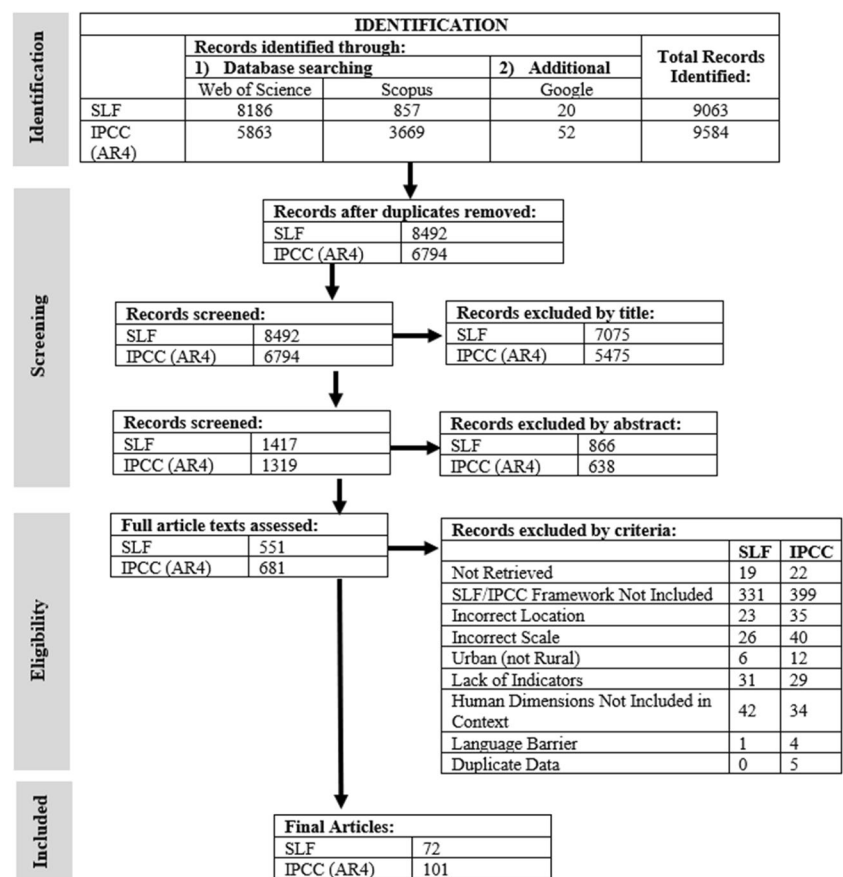 IDENTIFICATION
Identification
Records identified through:
Total Records Identified:
1) Database searching 2) Additional
Web of Science Scopus Google
SLF 8186 857 20 9063
IPCC (AR4) 5863 3669 52 9584
Screening
Records after duplicates removed:
SLF 8492
IPCC (AR4) 6794
Records screened:
SLF 8492
IPCC (AR4) 6794
Records excluded by title:
SLF 7075
IPCC (AR4) 5475
Records screened:
SLF 1417
IPCC (AR4) 1319
Records excluded by abstract:
SLF 866
IPCC (AR4) 638
Eligibility
Full article texts assessed:
SLF 551
IPCC (AR4) 681
Records excluded by criteria:
SLF IPCC
Not Retrieved 19 22
SLF/IPCC Framework Not Included 331 399
Incorrect Location 23 35
Incorrect Scale 26 40
Urban (not Rural) 6 12
Lack of Indicators 31 29
Human Dimensions Not Included in
Context 42 34
Language Barrier 1 4
Duplicate Data 0 5
Included
Final Articles:
SLF 72
IPCC (AR4) 101